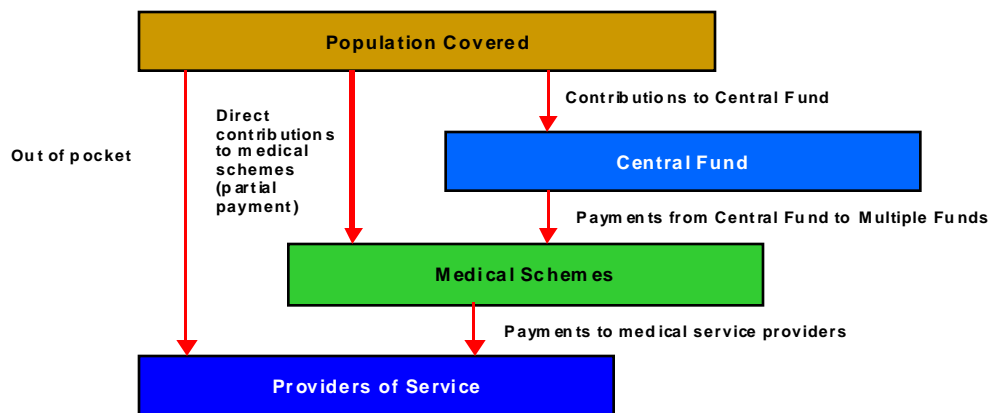 Population Covered
Contributions to Central Fund
Direct
contributions
to medical
schemes
(partial
payment)
Out of pocket
Central Fund
Payments from Central Fund to Multiple Funds
Medical Schemes
Payments to medical service providers
Providers of Service